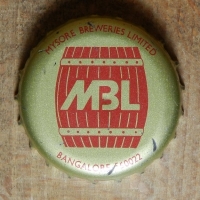 MYSORE BREWERIES LIMITED
MBL
BANGALORE 560022